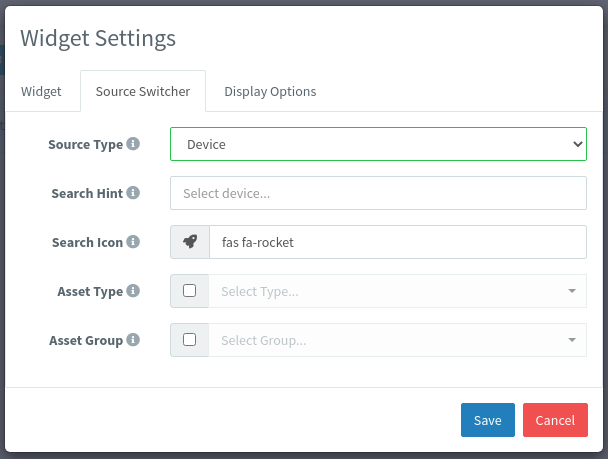 Widget Settings
Widget Source Switcher Display Options
Source Type Device
Search Hint Select device...
Search Icon fas fa-rocket
Asset Type Select Type...
Asset Group Select Group...
Save Cancel